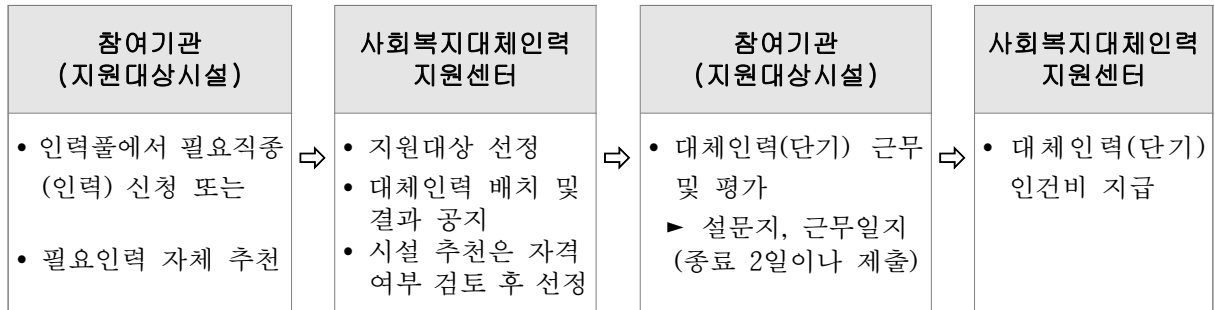 참여기관
(지원대상시설)
• 인력풀에서 필요직종
(인력) 신청 또는
• 필요인력 자체 추천
⇨
사회복지대체인력
지원센터
• 지원대상 선정
• 대체인력 배치 및
결과 공지
• 시설 추천은 자격
여부 검토 후 선정
⇨
참여기관
(지원대상시설)
• 대체인력(단기) 근무
및 평가
► 설문지, 근무일지
(종료 2일이나 제출)
⇨
사회복지대체인력
지원센터
• 대체인력(단기)
인건비 지급